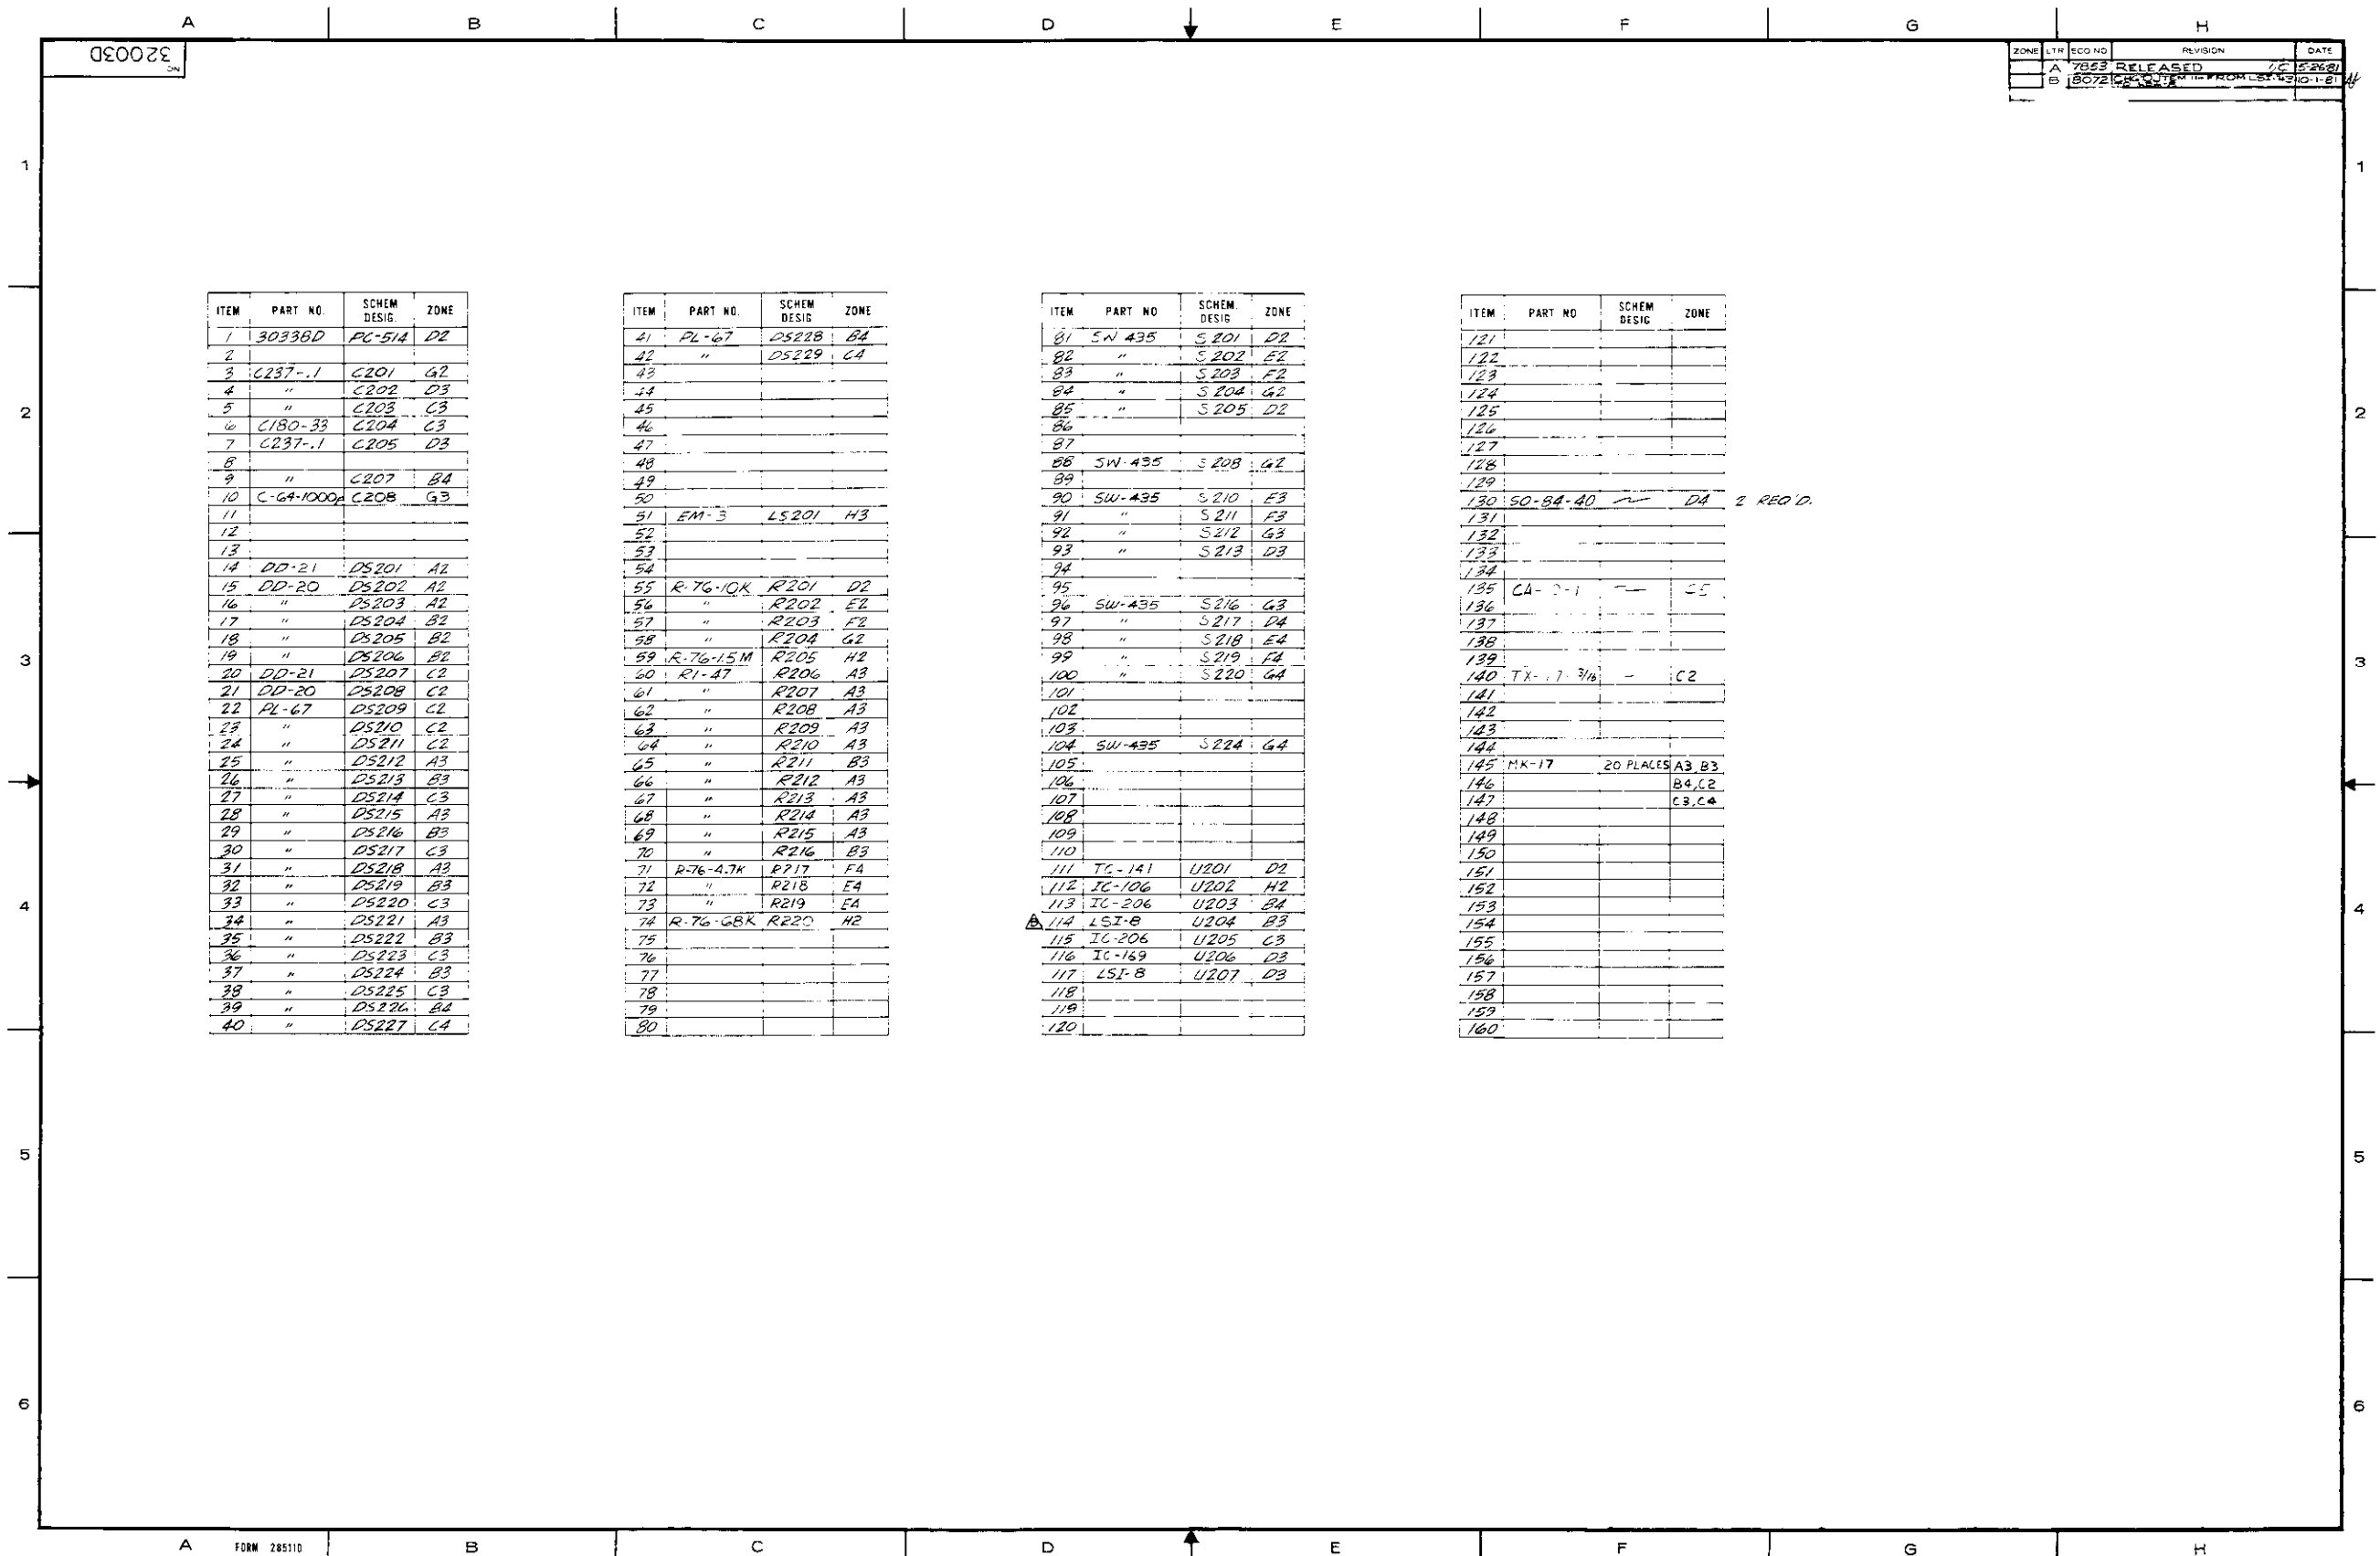 A B C D E F G H
32003D
NO
ZONE LTR ECO NO REVISION DATE
A 7853 RELEASED 5-26-81
B 8072 FROM 10-1-81
1 1
ITEM PART NO. SCHEM DESIG. ZONE
1 30338D PC-514 D2
2
3 C237-.1 C201 G2
4 " C202 D3
5 " C203 C3
6 C180-33 C204 C3
7 C237-.1 C205 D3
8
9 " C207 B4
10 C-64-1000p C208 G3
11
12
13
14 DD-21 DS201 A2
15 DD-20 DS202 A2
16 " DS203 A2
17 " DS204 B2
18 " DS205 B2
19 " DS206 B2
20 DD-21 DS207 C2
21 DD-20 DS208 C2
22 PL-67 DS209 C2
23 " DS210 C2
24 " DS211 C2
25 " DS212 A3
26 " DS213 B3
27 " DS214 C3
28 " DS215 A3
29 " DS216 B3
30 " DS217 C3
31 " DS218 A3
32 " DS219 B3
33 " DS220 C3
34 " DS221 A3
35 " DS222 B3
36 " DS223 C3
37 " DS224 B3
38 " DS225 C3
39 " DS226 B4
40 " DS227 C4
ITEM PART NO. SCHEM DESIG ZONE
41 PL-67 DS228 B4
42 " DS229 C4
43
44
45
46
47
48
49
50
51 EM-3 LS201 H3
52
53
54
55 R-76-10K R201 D2
56 " R202 E2
57 " R203 F2
58 " R204 G2
59 R-76-1.5M R205 H2
60 R1-47 R206 A3
61 " R207 A3
62 " R208 A3
63 " R209 A3
64 " R210 A3
65 " R211 B3
66 " R212 A3
67 " R213 A3
68 " R214 A3
69 " R215 A3
70 " R216 B3
71 R-76-4.7K R217 F4
72 " R218 E4
73 " R219 E4
74 R-76-68K R220 H2
75
76
77
78
79
80
ITEM PART NO SCHEM. DESIG ZONE
81 SW 435 S201 D2
82 " S202 E2
83 " S203 F2
84 " S204 G2
85 " S205 D2
86
87
88 SW-435 S208 G2
89
90 SW-435 S210 E3
91 " S211 F3
92 " S212 G3
93 " S213 D3
94
95
96 SW-435 S216 G3
97 " S217 D4
98 " S218 E4
99 " S219 F4
100 " S220 G4
101
102
103
104 SW-435 S224 G4
105
106
107
108
109
110
111 IC-141 U201 D2
112 IC-106 U202 H2
113 IC-206 U203 B4
B 114 LSI-8 U204 B3
115 IC-206 U205 C3
116 IC-169 U206 D3
117 LSI-8 U207 D3
118
119
120
ITEM PART NO SCHEM DESIG ZONE
121
122
123
124
125
126
127
128
129
130 SO-84-40 — D4 2 REQ'D.
131
132
133
134
135 — C5
136
137
138
139
140 - C2
141
142
143
144
145 MK-17 20 PLACES A3,B3
146 B4,C2
147 C3,C4
148
149
150
151
152
153
154
155
156
157
158
159
160
2 2
3 3
4 4
5 5
6 6
A FORM 28511D B C D E F G H